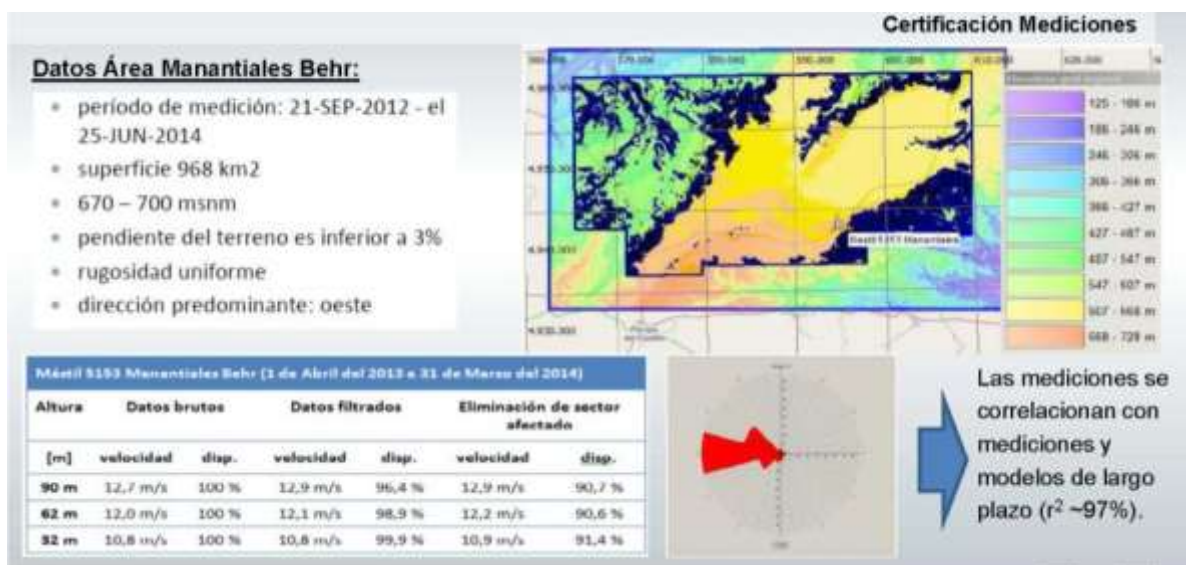 Certificación Mediciones
Datos Área Manantiales Behr:
• período de medición: 21-SEP-2012 - el
25-JUN-2014
• superficie 968 km2
• 670 – 700 msnm
• pendiente del terreno es inferior a 3%
• rugosidad uniforme
• dirección predominante: oeste
125 - 186 m
186 - 246 m
246 - 306 m
306 - 366 m
366 - 427 m
427 - 487 m
487 - 547 m
547 - 607 m
607 - 668 m
668 - 728 m
Mástil 5153 Manantiales Behr (1 de Abril del 2013 a 31 de Marzo del 2014)
Altura Datos brutos Datos filtrados Eliminación de sector
afectado
[m] velocidad disp. velocidad disp. velocidad disp.
90 m 12,7 m/s 100 % 12,9 m/s 96,4 % 12,9 m/s 90,7 %
62 m 12,0 m/s 100 % 12,1 m/s 98,9 % 12,2 m/s 90,6 %
32 m 10,8 m/s 100 % 10,8 m/s 99,9 % 10,9 m/s 91,4 %
Las mediciones se
correlacionan con
mediciones y
modelos de largo
plazo (r² ~97%).